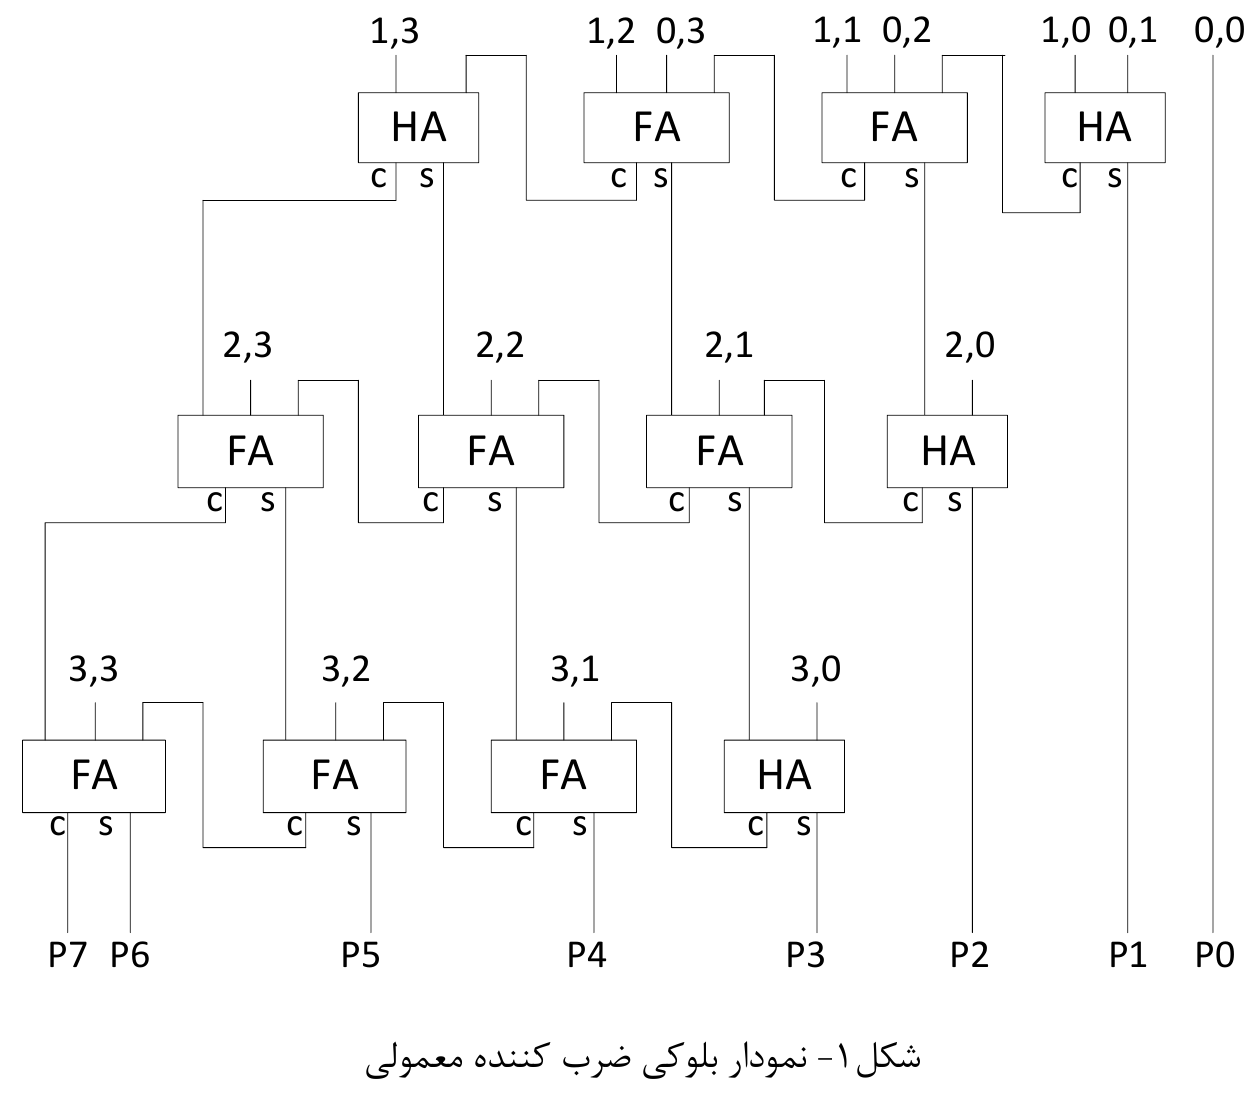 1,3 1,2 0,3 1,1 0,2 1,0 0,1 0,0
HA FA FA HA
c s c s c s c s
2,3 2,2 2,1 2,0
FA FA FA HA
c s c s c s c s
3,3 3,2 3,1 3,0
FA FA FA HA
c s c s c s c s
P7 P6 P5 P4 P3 P2 P1 P0
شکل۱- نمودار بلوکی ضرب کننده معمولی